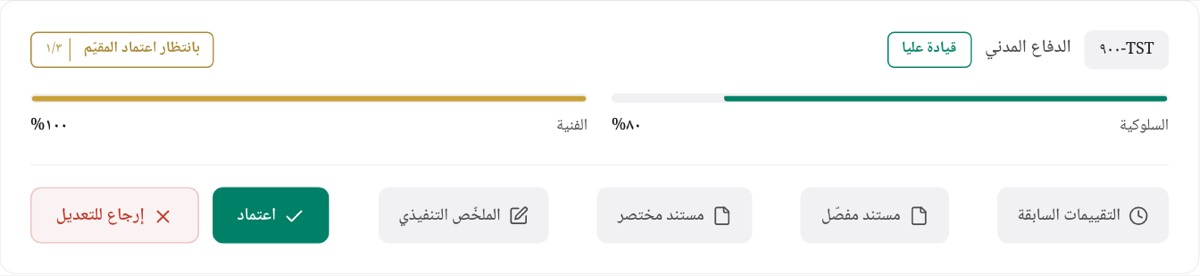 TST-٩٠٠ الدفاع المدني قيادة عليا بانتظار اعتماد المقيّم ١/٣
السلوكية ٨٠% الفنية ١٠٠%
التقييمات السابقة مستند مفصّل مستند مختصر الملخّص التنفيذي اعتماد إرجاع للتعديل